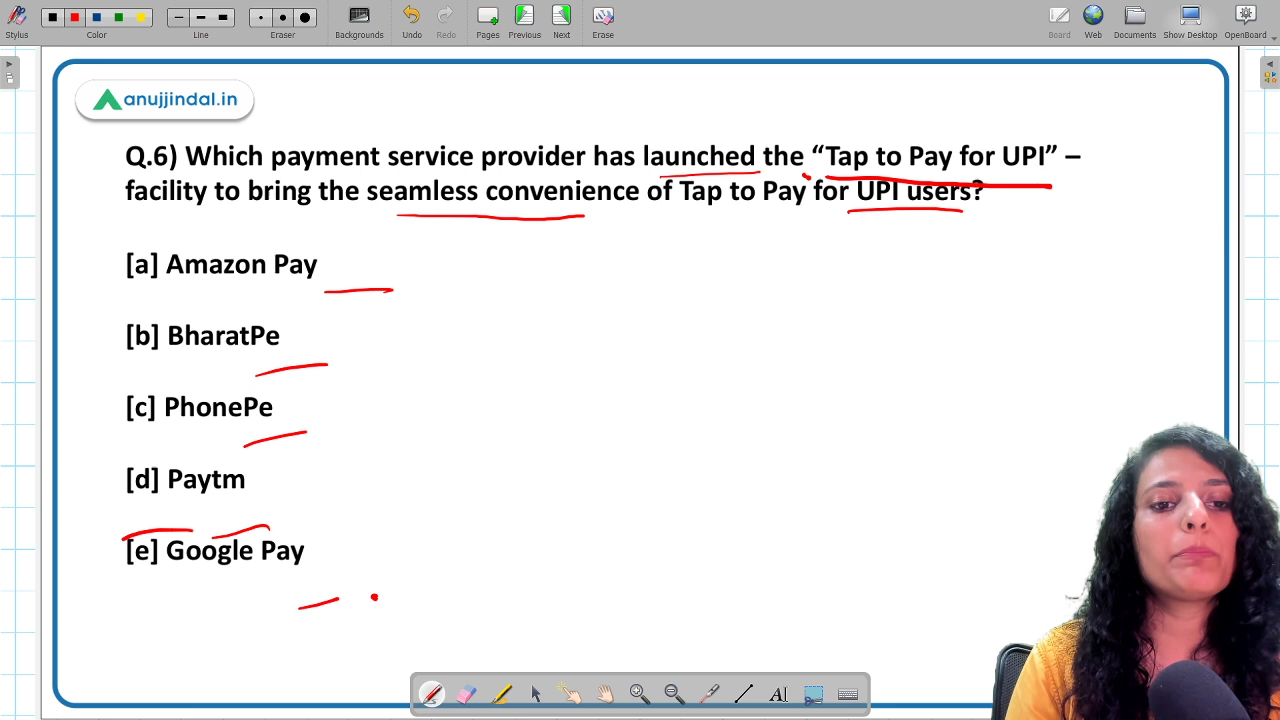 Stylus
Color
Line
Eraser
Backgrounds
Undo
Redo
Pages
Previous
Next
Erase
Board
Web
Documents
Show Desktop
OpenBoard
anujjindal.in
Q.6) Which payment service provider has launched the “Tap to Pay for UPI” –
facility to bring the seamless convenience of Tap to Pay for UPI users?
[a] Amazon Pay
[b] BharatPe
[c] PhonePe
[d] Paytm
[e] Google Pay